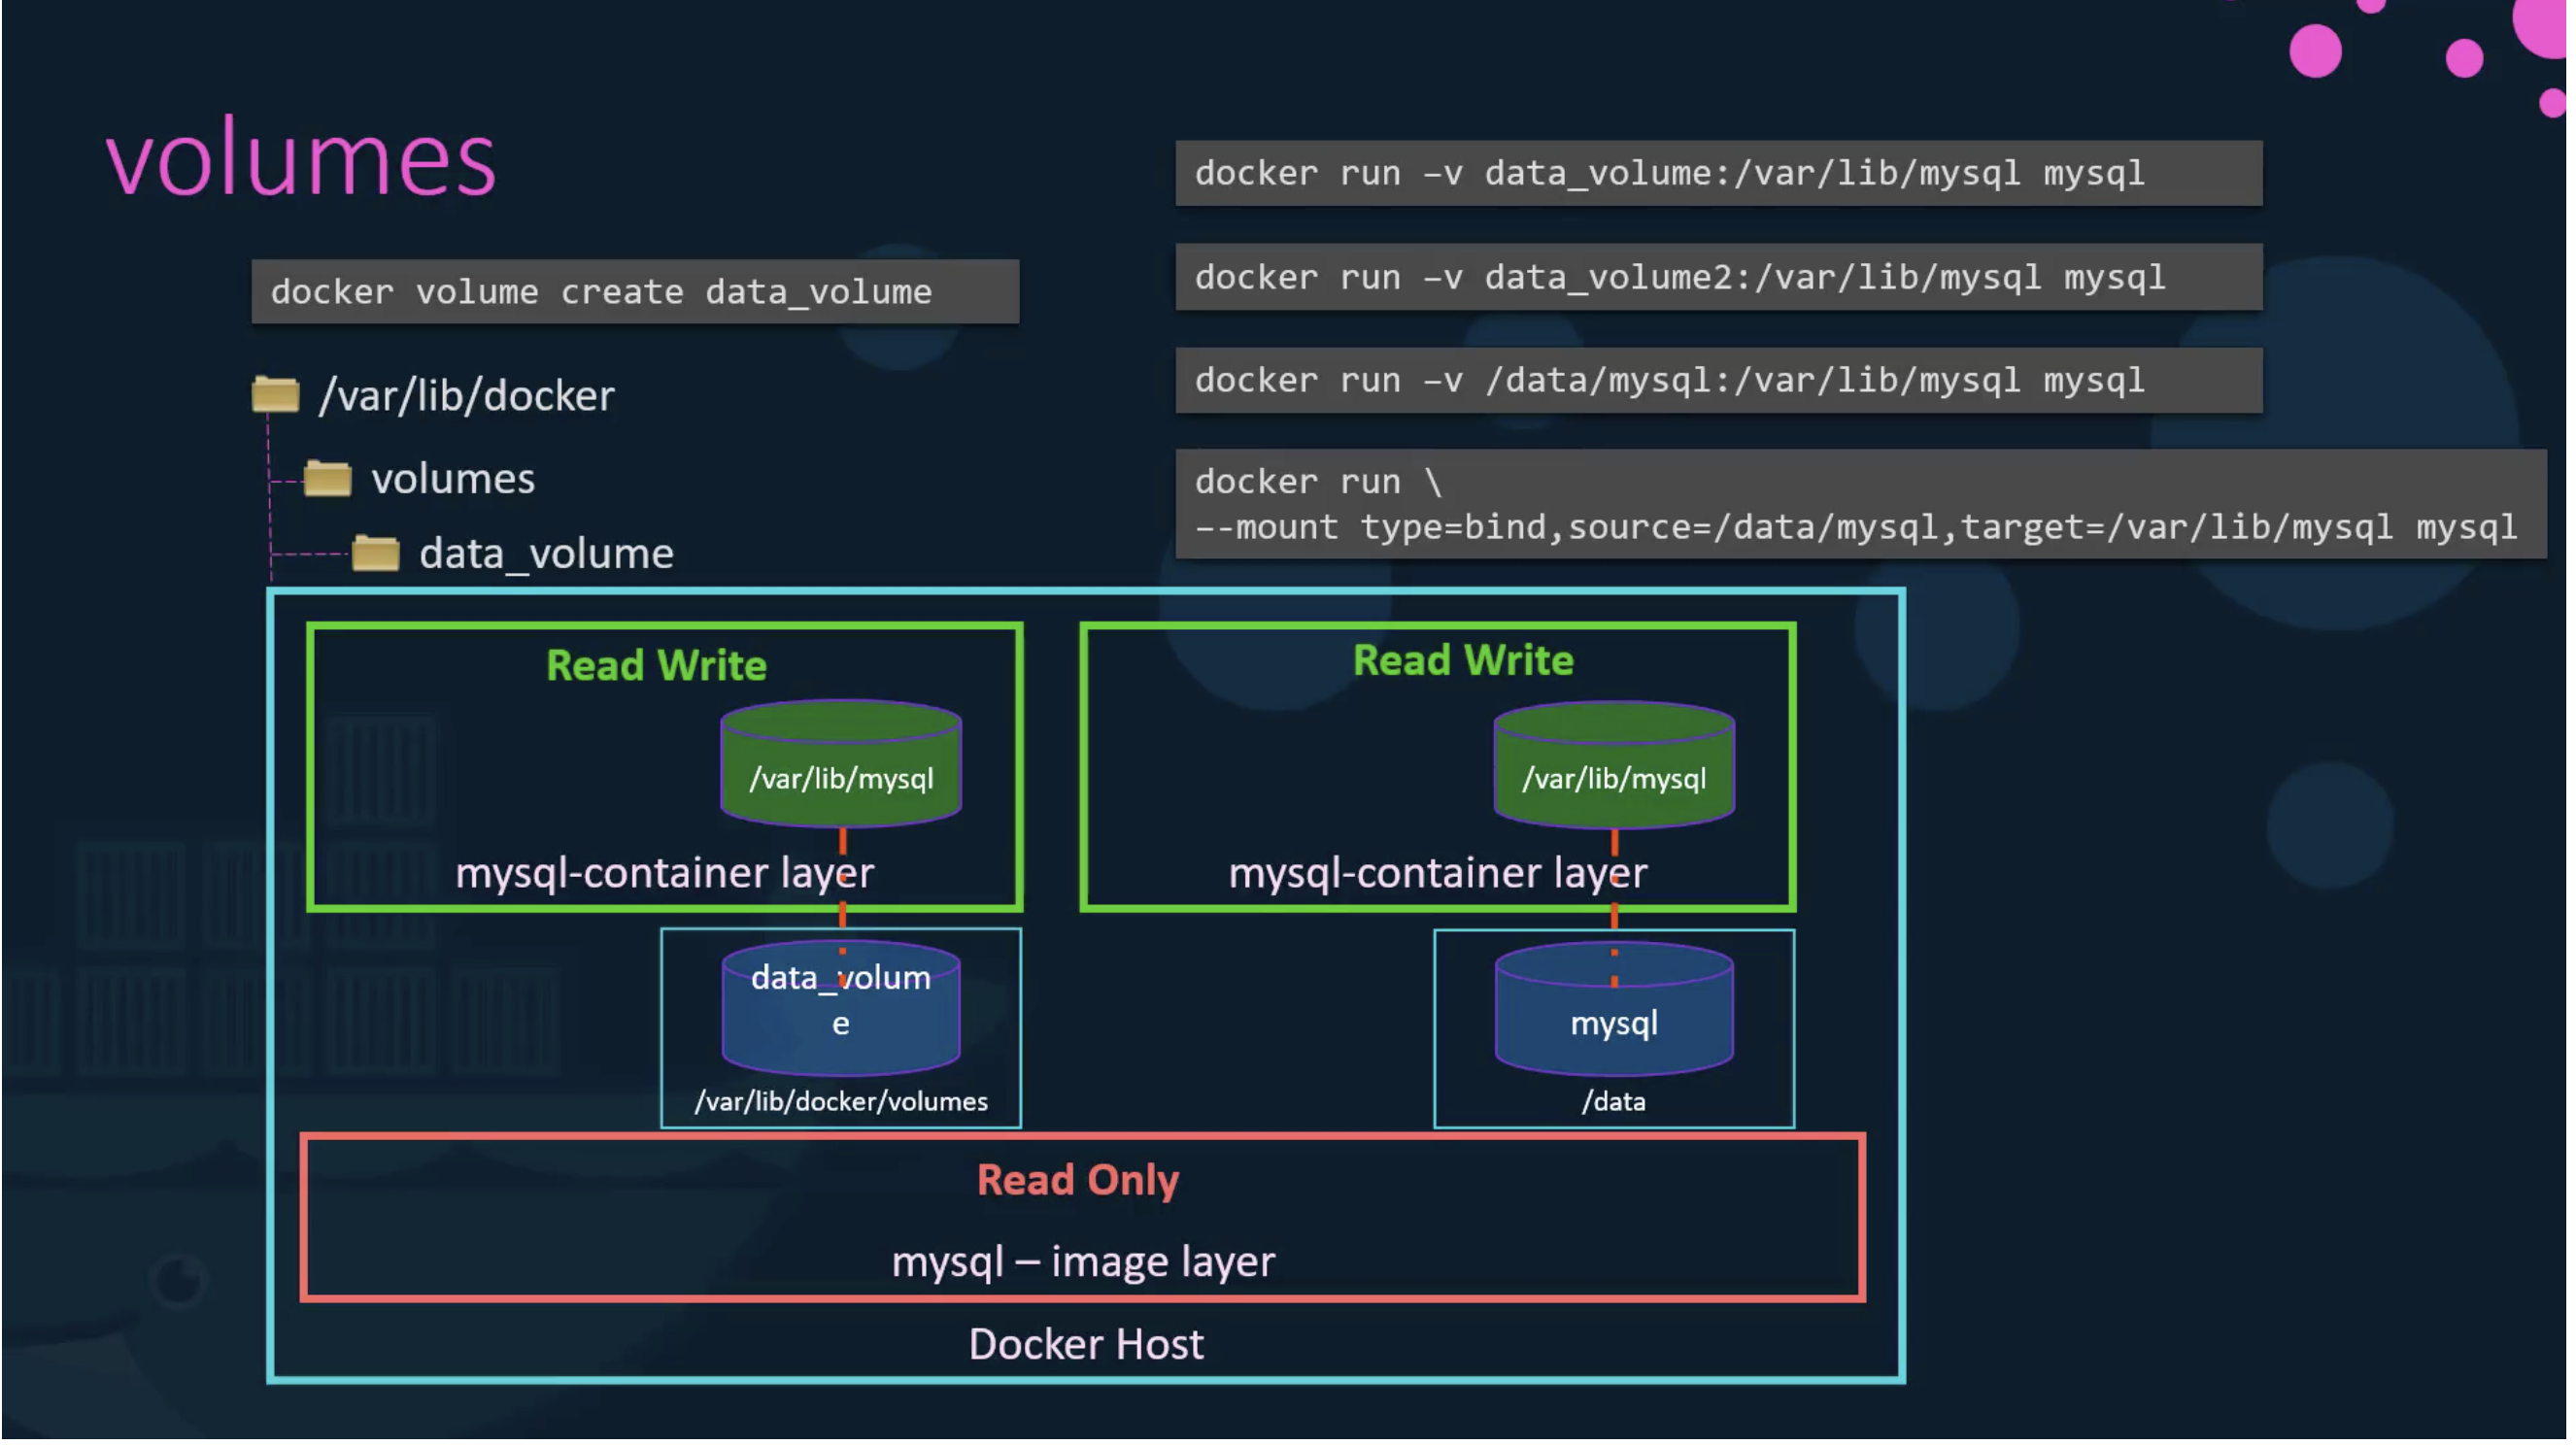 volumes
docker volume create data_volume
/var/lib/docker
volumes
data_volume
docker run –v data_volume:/var/lib/mysql mysql
docker run –v data_volume2:/var/lib/mysql mysql
docker run –v /data/mysql:/var/lib/mysql mysql
docker run \
--mount type=bind,source=/data/mysql,target=/var/lib/mysql mysql
Read Write
/var/lib/mysql
mysql-container layer
data_volum
e
/var/lib/docker/volumes
Read Write
/var/lib/mysql
mysql-container layer
mysql
/data
Read Only
mysql – image layer
Docker Host